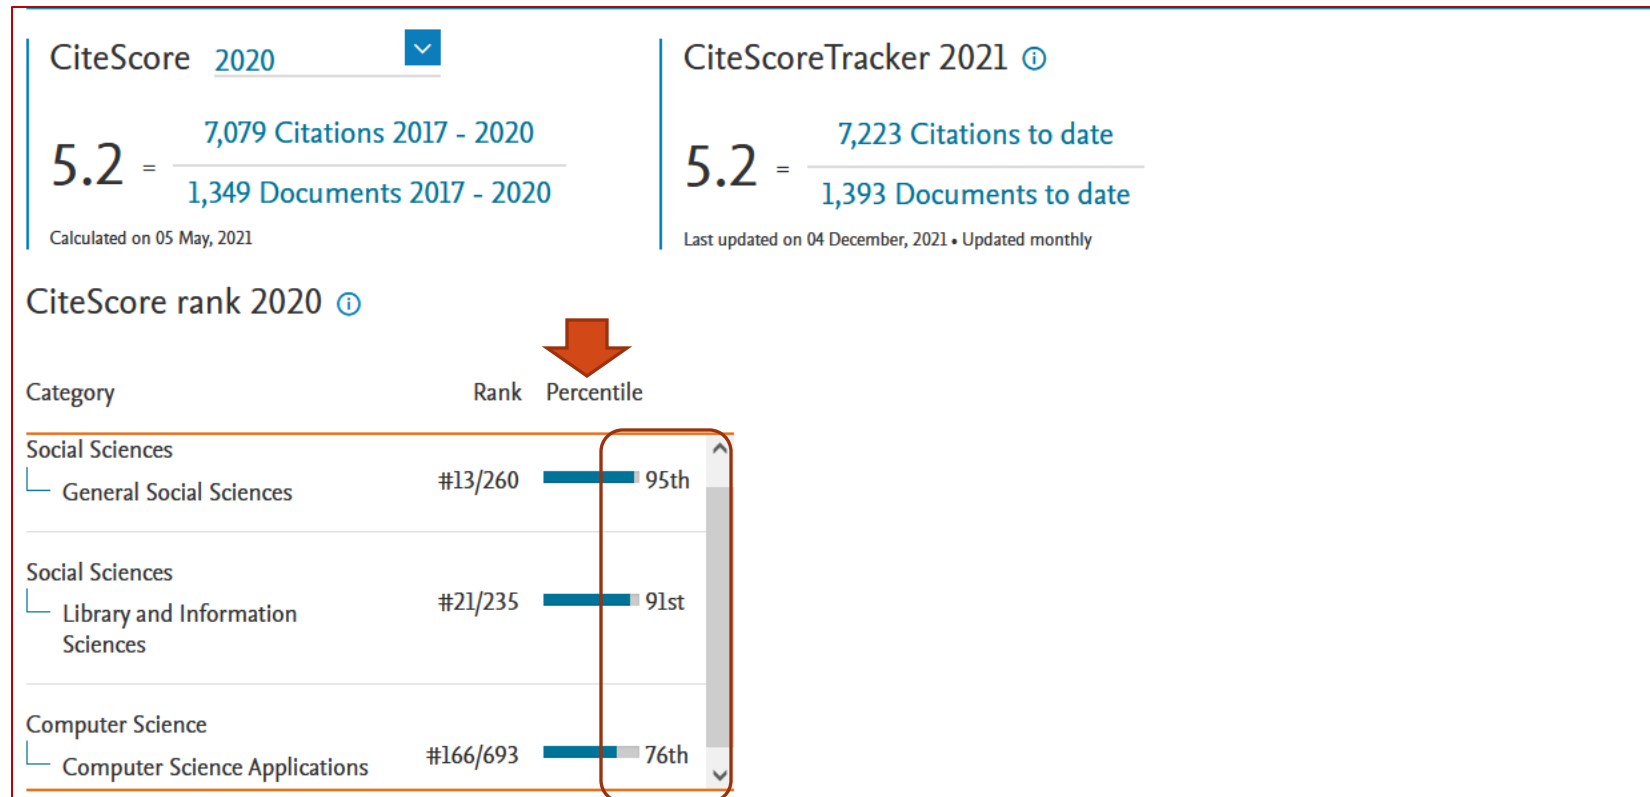 CiteScore 2020
5.2 = 7,079 Citations 2017 - 2020
1,349 Documents 2017 - 2020
Calculated on 05 May, 2021
CiteScoreTracker 2021
5.2 = 7,223 Citations to date
1,393 Documents to date
Last updated on 04 December, 2021 • Updated monthly
CiteScore rank 2020
Category Rank Percentile
Social Sciences
General Social Sciences #13/260 95th
Social Sciences
Library and Information #21/235 91st
Sciences
Computer Science
Computer Science Applications #166/693 76th